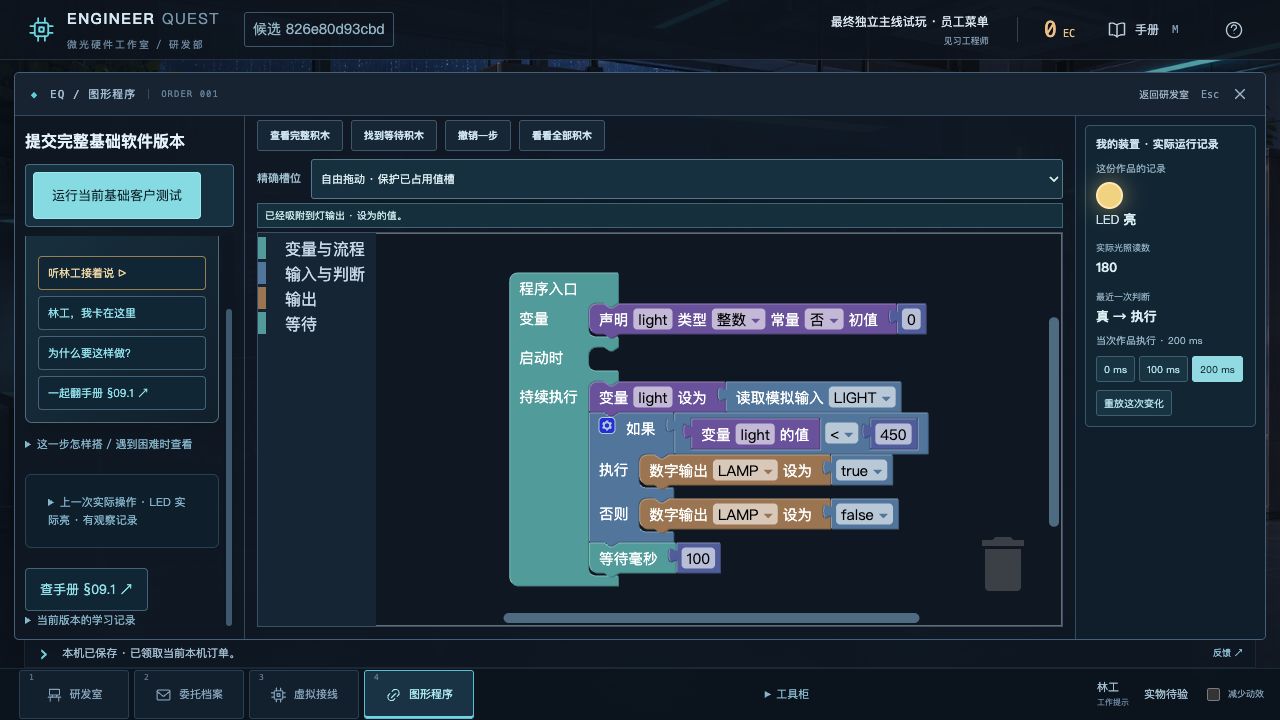 ENGINEER QUEST
微光硬件工作室 / 研发部
候选 826e80d93cbd
最终独立主线试玩 · 员工菜单
见习工程师
0 EC
手册 M
EQ / 图形程序
ORDER 001
返回研发室 Esc
提交完整基础软件版本
运行当前基础客户测试
听林工接着说
林工，我卡在这里
为什么要这样做?
一起翻手册 §09.1 ↗
这一步怎样搭 / 遇到困难时查看
上一次实际操作 · LED 实
际亮 · 有观察记录
查手册 §09.1 ↗
当前版本的学习记录
查看完整积木
找到等待积木
撤销一步
看看全部积木
精确槽位
自由拖动 · 保护已占用值槽
已经吸附到灯输出 · 设为的值。
变量与流程
输入与判断
输出
等待
程序入口
变量
声明 light 类型 整数 常量 否 初值 0
启动时
持续执行
变量 light 设为 读取模拟输入 LIGHT
如果 变量 light 的值 < 450
执行 数字输出 LAMP 设为 true
否则 数字输出 LAMP 设为 false
等待毫秒 100
我的装置 · 实际运行记录
这份作品的记录
LED 亮
实际光照读数
180
最近一次判断
真 → 执行
当次作品执行 · 200 ms
0 ms
100 ms
200 ms
重放这次变化
本机已保存 · 已领取当前本机订单。
反馈 ↗
1 研发室
2 委托档案
3 虚拟接线
4 图形程序
工具柜
林工
工作提示
实物待验
减少动效